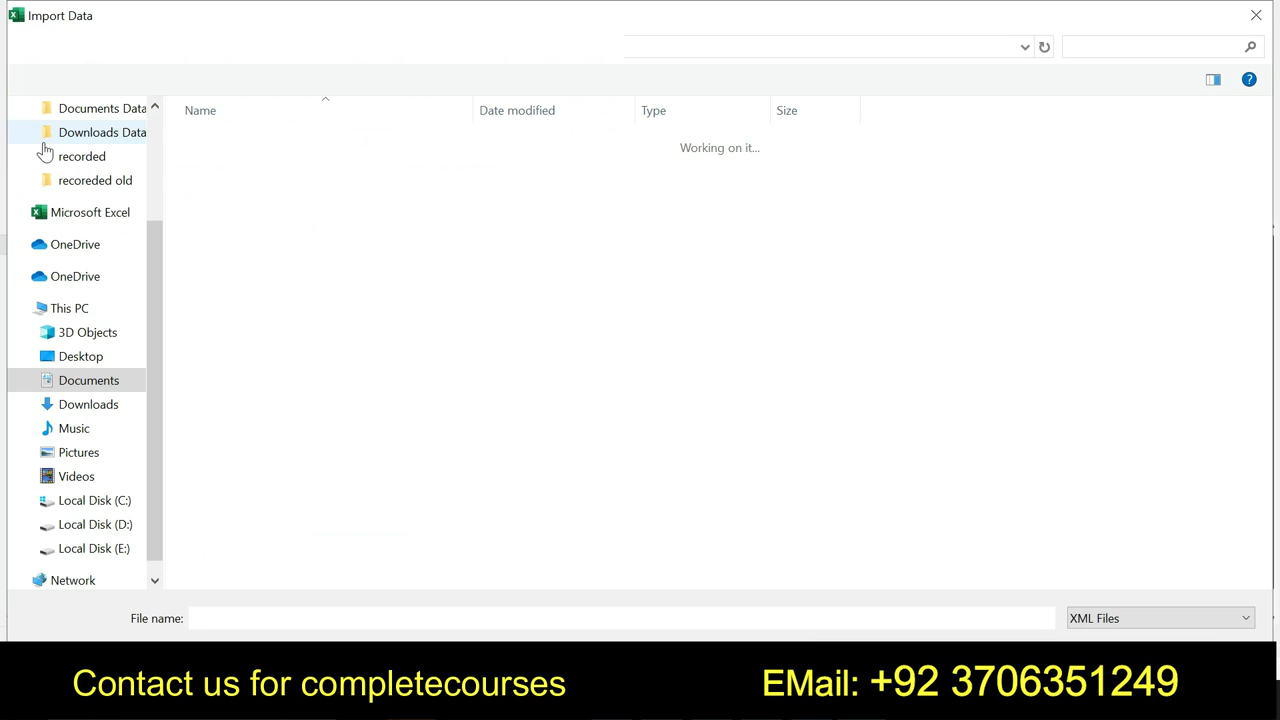 Import Data
Documents Data
Downloads Data
recorded
recoreded old
Microsoft Excel
OneDrive
OneDrive
This PC
3D Objects
Desktop
Documents
Downloads
Music
Pictures
Videos
Local Disk (C:)
Local Disk (D:)
Local Disk (E:)
Network
Name Date modified Type Size
Working on it...
File name: XML Files
Contact us for completecourses EMail: +92 3706351249